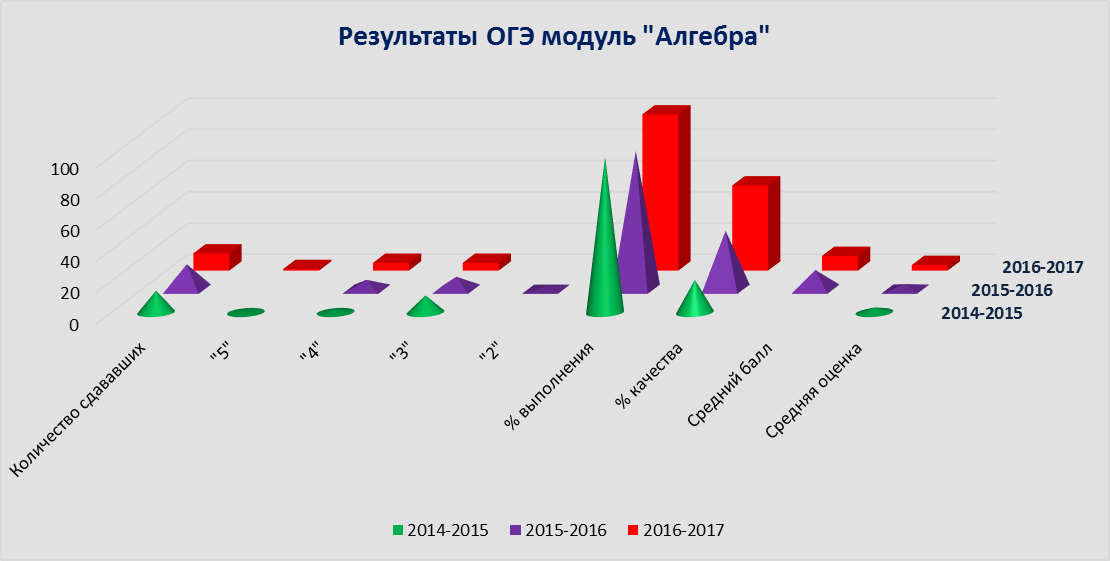 Результаты ОГЭ модуль "Алгебра"
100
80
60
40
20
0
2016-2017
2015-2016
2014-2015
Количество сдававших
"5"
"4"
"3"
"2"
% выполнения
% качества
Средний балл
Средняя оценка
2014-2015 2015-2016 2016-2017